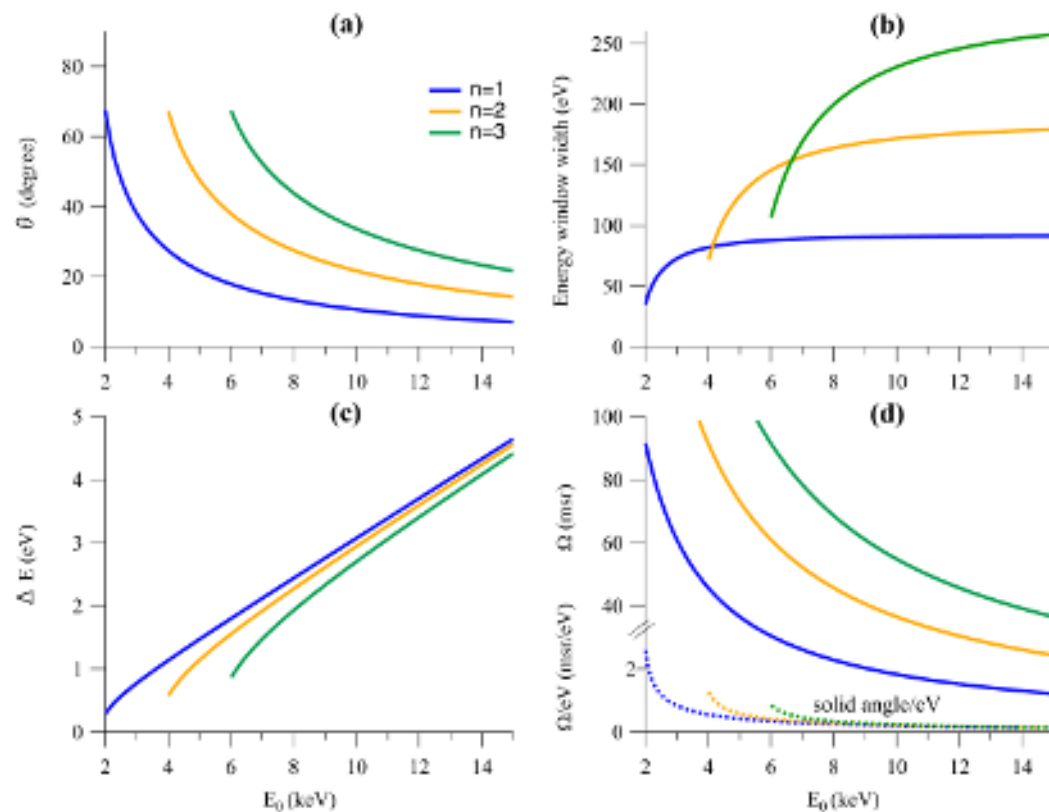 (a)
80
60
40
20
0
θ (degree)
n=1
n=2
n=3
2 4 6 8 10 12 14
(b)
250
200
150
100
50
0
Energy window width (eV)
2 4 6 8 10 12 14
(c)
5
4
3
2
1
0
Δ E (eV)
2 4 6 8 10 12 14
E₀ (keV)
(d)
100
80
60
40
2
0
Ω (msr)
Ω/eV (msr/eV)
solid angle/eV
2 4 6 8 10 12 14
E₀ (keV)